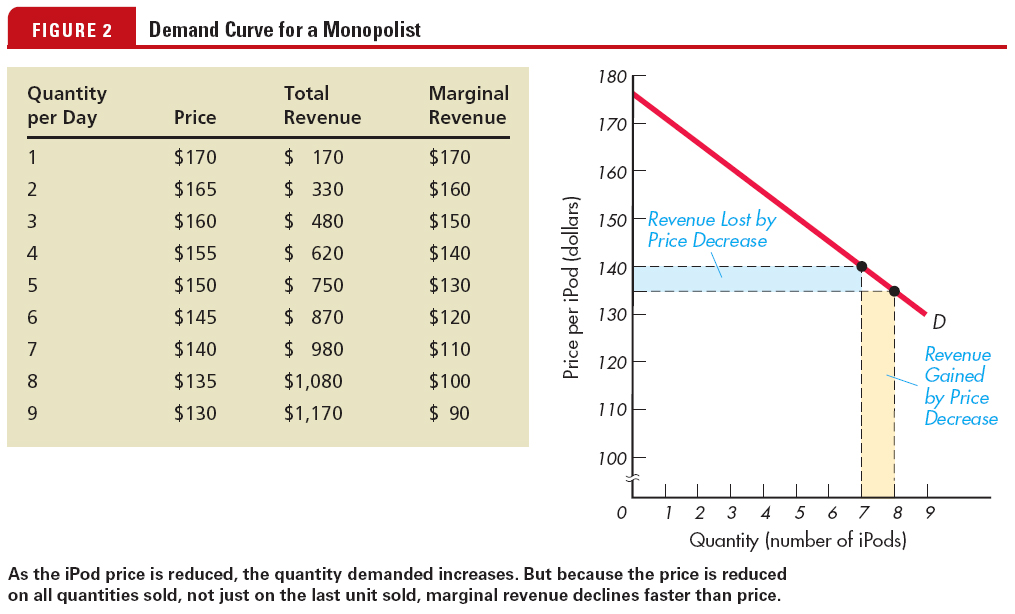 FIGURE 2 Demand Curve for a Monopolist
Quantity per Day Price Total Revenue Marginal Revenue
1 $170 $ 170 $170
2 $165 $ 330 $160
3 $160 $ 480 $150
4 $155 $ 620 $140
5 $150 $ 750 $130
6 $145 $ 870 $120
7 $140 $ 980 $110
8 $135 $1,080 $100
9 $130 $1,170 $ 90
Price per iPod (dollars)
180
170
160
150
140
130
120
110
100
Revenue Lost by
Price Decrease
D
Revenue
Gained
by Price
Decrease
0 1 2 3 4 5 6 7 8 9
Quantity (number of iPods)
As the iPod price is reduced, the quantity demanded increases. But because the price is reduced
on all quantities sold, not just on the last unit sold, marginal revenue declines faster than price.